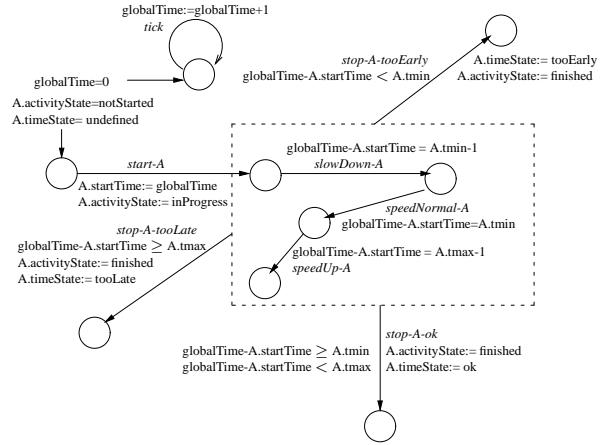 globalTime:=globalTime+1
tick
globalTime=0
A.activityState=notStarted
A.timeState= undefined
stop-A-tooEarly
globalTime-A.startTime < A.tmin
A.timeState:= tooEarly
A.activityState:= finished
start-A
A.startTime:= globalTime
A.activityState:= inProgress
globalTime-A.startTime = A.tmin-1
slowDown-A
speedNormal-A
globalTime-A.startTime=A.tmin
globalTime-A.startTime = A.tmax-1
speedUp-A
stop-A-tooLate
globalTime-A.startTime ≥ A.tmax
A.activityState:= finished
A.timeState:= tooLate
stop-A-ok
globalTime-A.startTime ≥ A.tmin
globalTime-A.startTime < A.tmax
A.activityState:= finished
A.timeState:= ok